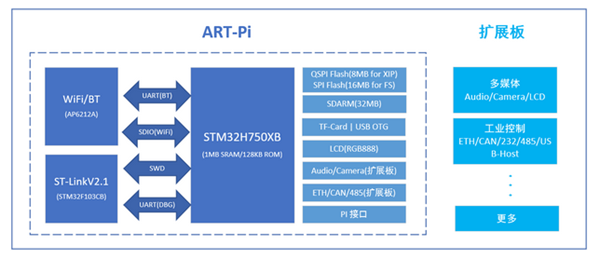 ART-Pi
扩展板
WiFi/BT
(AP6212A)
UART(BT)
SDIO(WiFi)
ST-LinkV2.1
(STM32F103CB)
SWD
UART(DBG)
STM32H750XB
(1MB SRAM/128KB ROM)
QSPI Flash(8MB for XIP)
SPI Flash(16MB for FS)
SDARM(32MB)
TF-Card | USB OTG
LCD(RGB888)
Audio/Camera(扩展板)
ETH/CAN/485(扩展板)
PI 接口
多媒体
Audio/Camera/LCD
工业控制
ETH/CAN/232/485/US
B-Host
更多